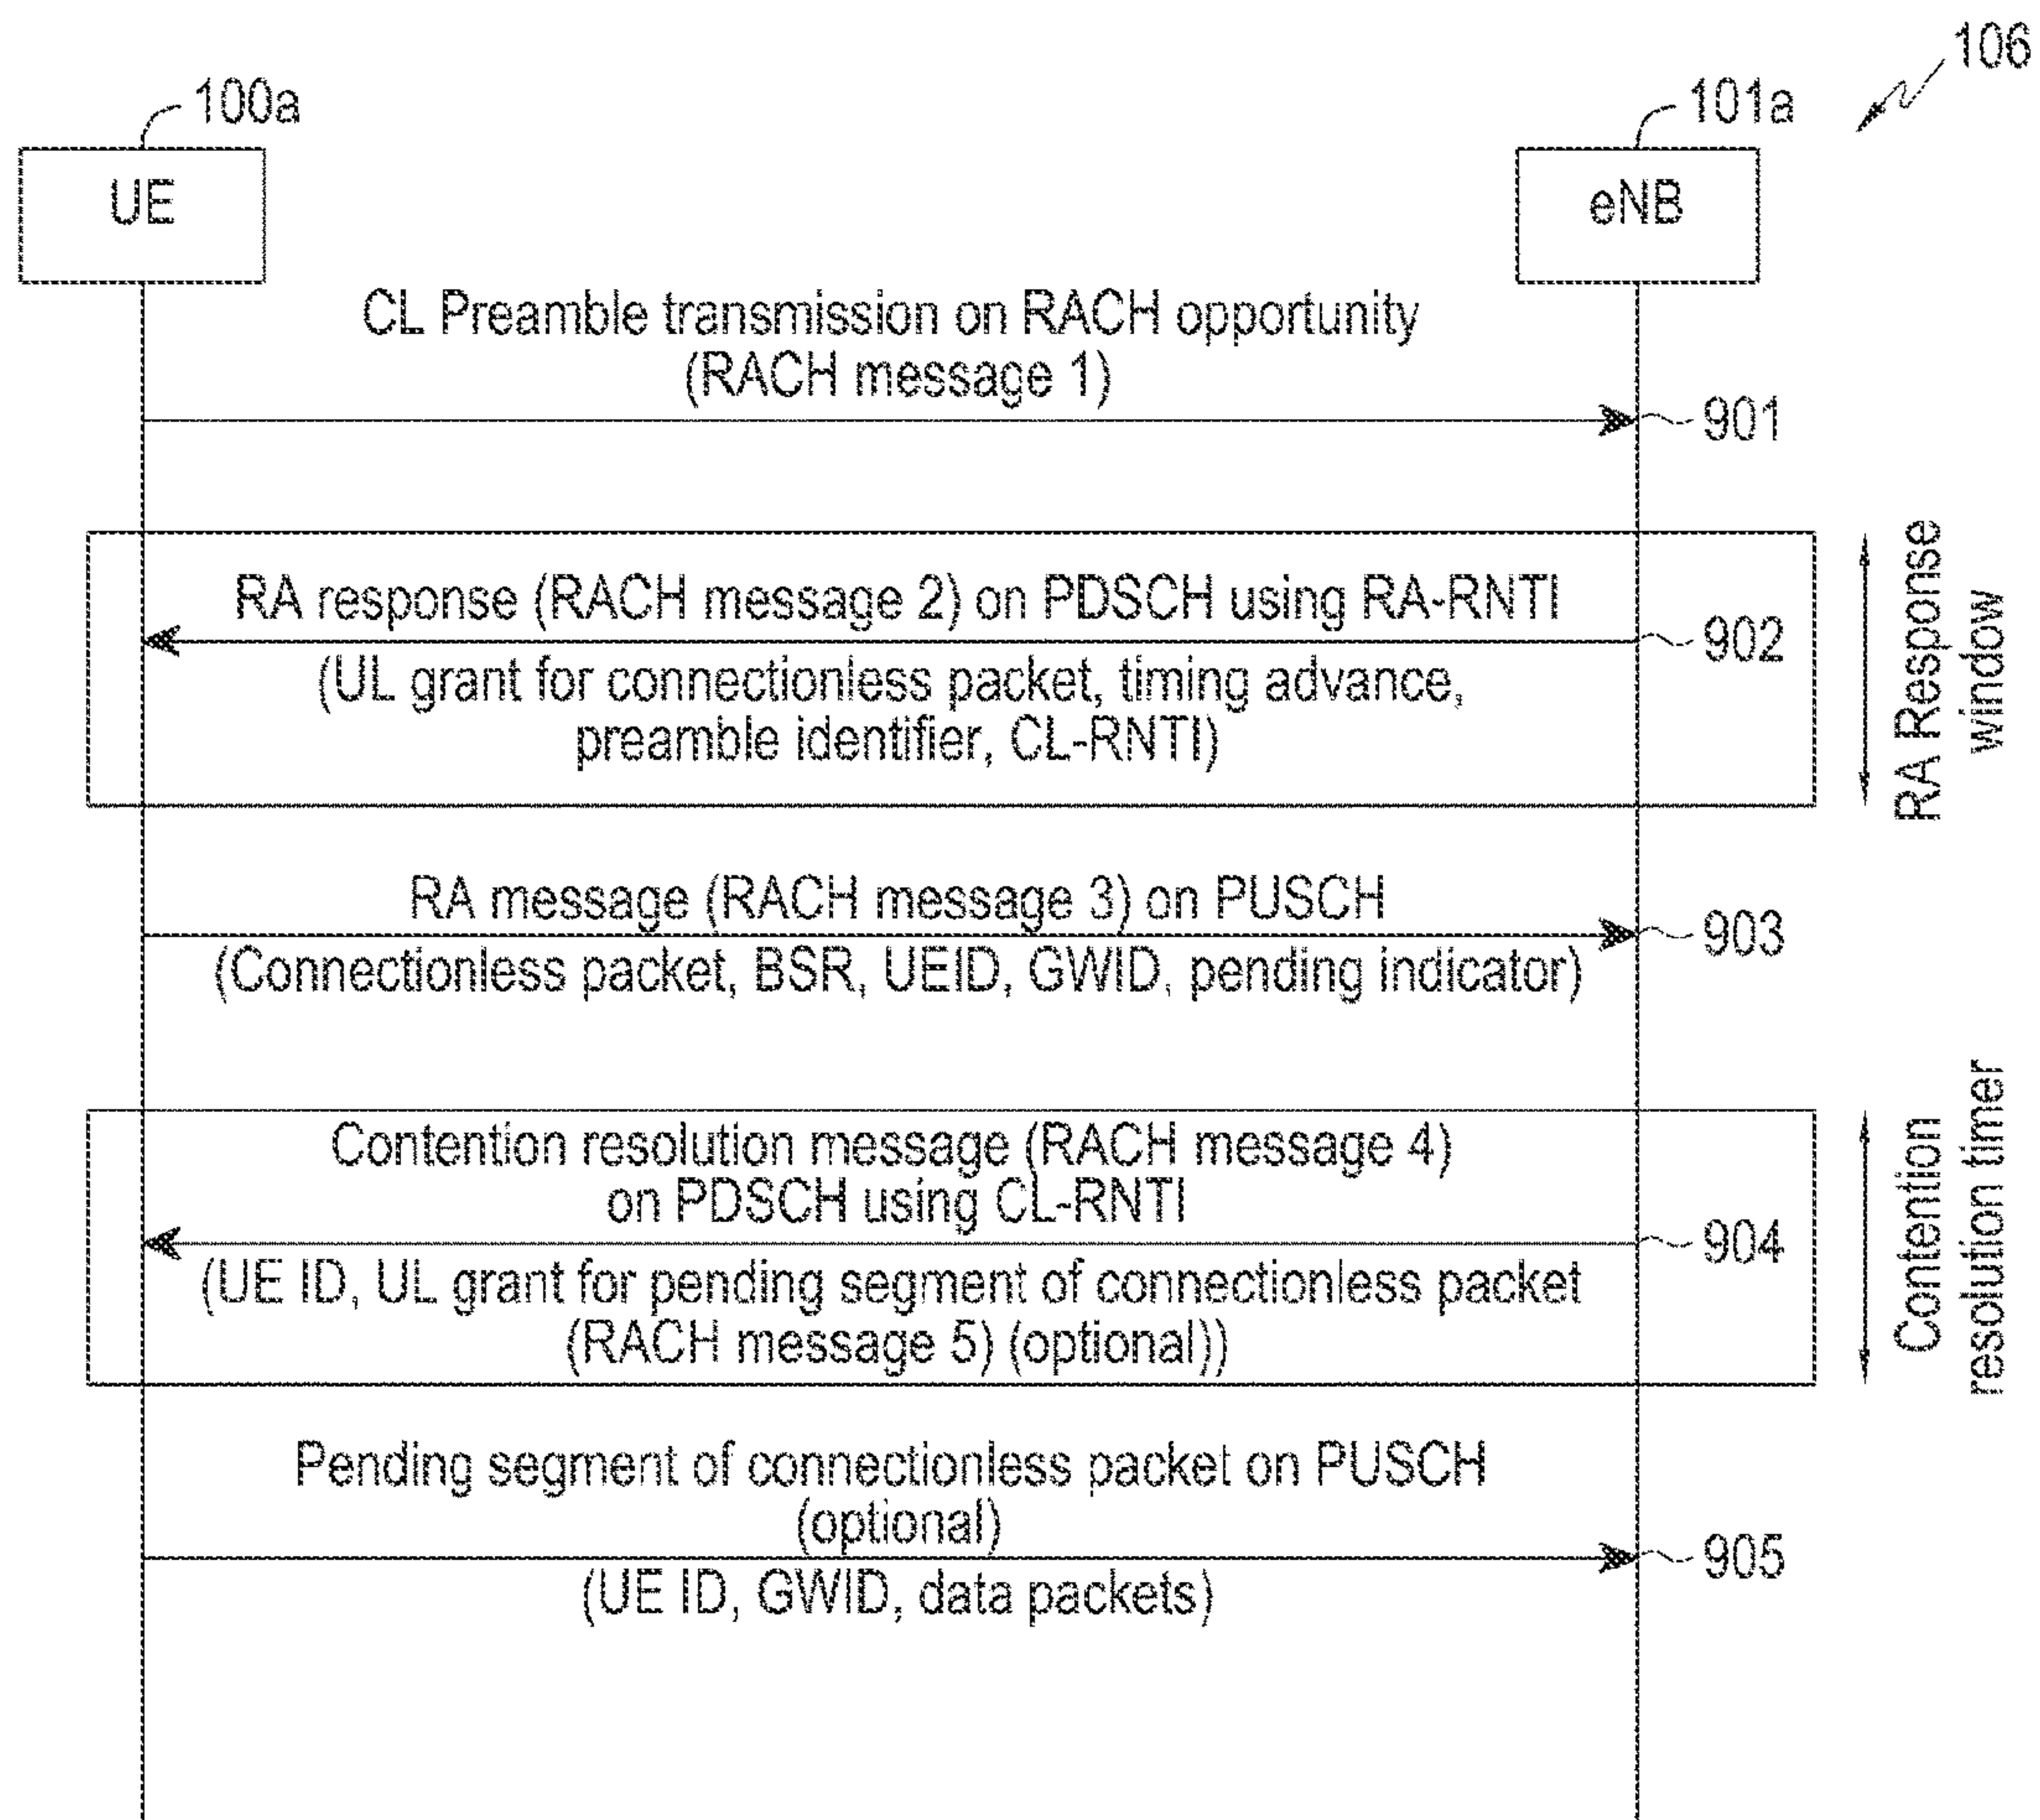 106
100a
101a
UE
eNB
CL Preamble transmission on RACH opportunity
(RACH message 1)
901
RA response (RACH message 2) on PDSCH using RA-RNTI
902
(UL grant for connectionless packet, timing advance,
preamble identifier, CL-RNTI)
RA Response
window
RA message (RACH message 3) on PUSCH
903
(Connectionless packet, BSR, UEID, GWID, pending indicator)
Contention resolution message (RACH message 4)
on PDSCH using CL-RNTI
904
(UE ID, UL grant for pending segment of connectionless packet
(RACH message 5) (optional))
Contention
resolution timer
Pending segment of connectionless packet on PUSCH
(optional)
905
(UE ID, GWID, data packets)